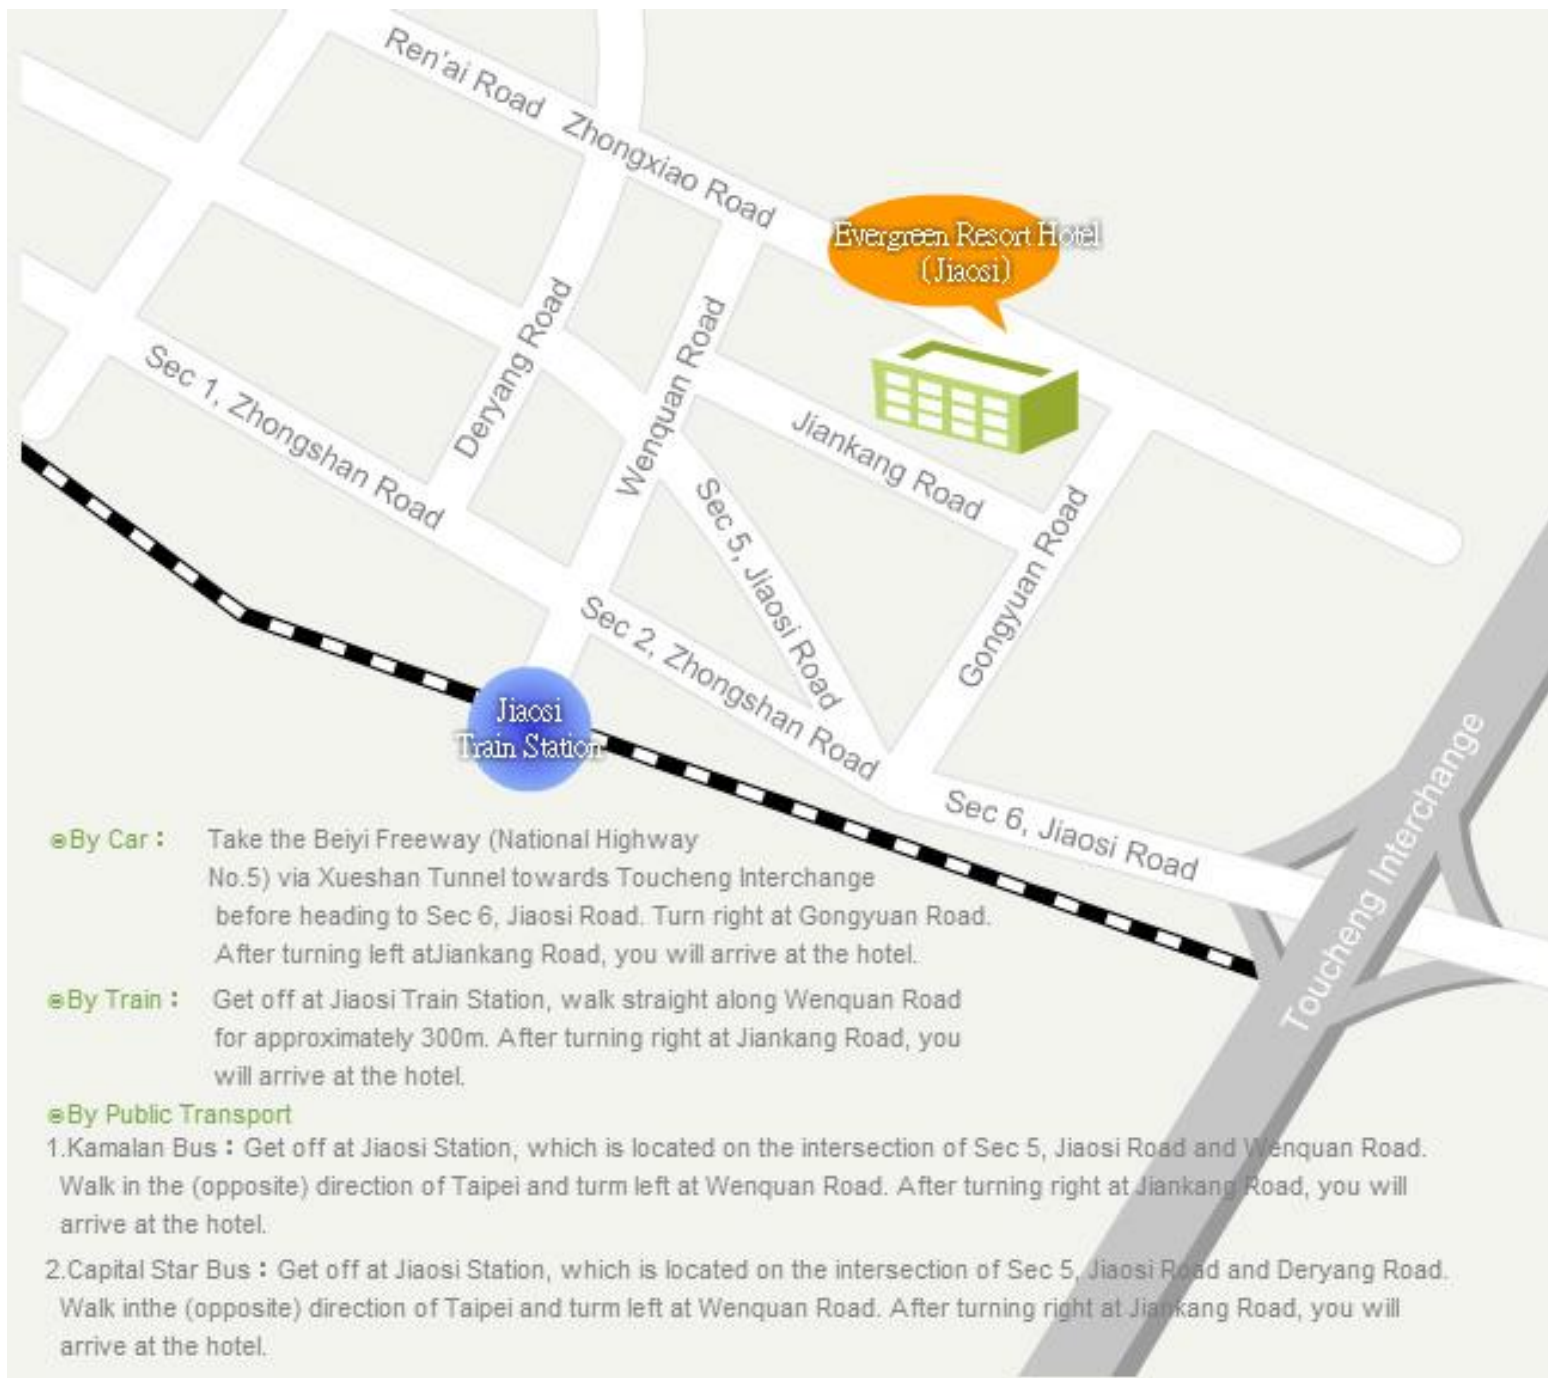 Ren'ai Road
Zhongxiao Road
Evergreen Resort Hotel
(Jiaosi)
Deryang Road
Wenquan Road
Sec 1, Zhongshan Road
Jiankang Road
Sec 5, Jiaosi Road
Gongyuan Road
Sec 2, Zhongshan Road
Jiaosi
Train Station
Sec 6, Jiaosi Road
Toucheng Interchange
By Car： Take the Beiyi Freeway (National Highway
No.5) via Xueshan Tunnel towards Toucheng Interchange
before heading to Sec 6, Jiaosi Road. Turn right at Gongyuan Road.
After turning left atJiankang Road, you will arrive at the hotel.
By Train： Get off at Jiaosi Train Station, walk straight along Wenquan Road
for approximately 300m. After turning right at Jiankang Road, you
will arrive at the hotel.
By Public Transport
1.Kamalan Bus：Get off at Jiaosi Station, which is located on the intersection of Sec 5, Jiaosi Road and Wenquan Road.
Walk in the (opposite) direction of Taipei and turm left at Wenquan Road. After turning right at Jiankang Road, you will
arrive at the hotel.
2.Capital Star Bus：Get off at Jiaosi Station, which is located on the intersection of Sec 5, Jiaosi Road and Deryang Road.
Walk inthe (opposite) direction of Taipei and turm left at Wenquan Road. After turning right at Jiankang Road, you will
arrive at the hotel.